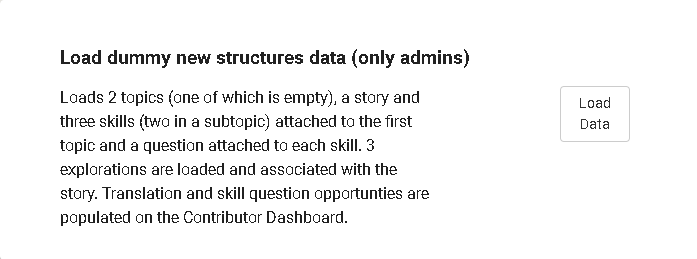 Load dummy new structures data (only admins)
Loads 2 topics (one of which is empty), a story and
three skills (two in a subtopic) attached to the first
topic and a question attached to each skill. 3
explorations are loaded and associated with the
story. Translation and skill question opportunties are
populated on the Contributor Dashboard.
Load
Data